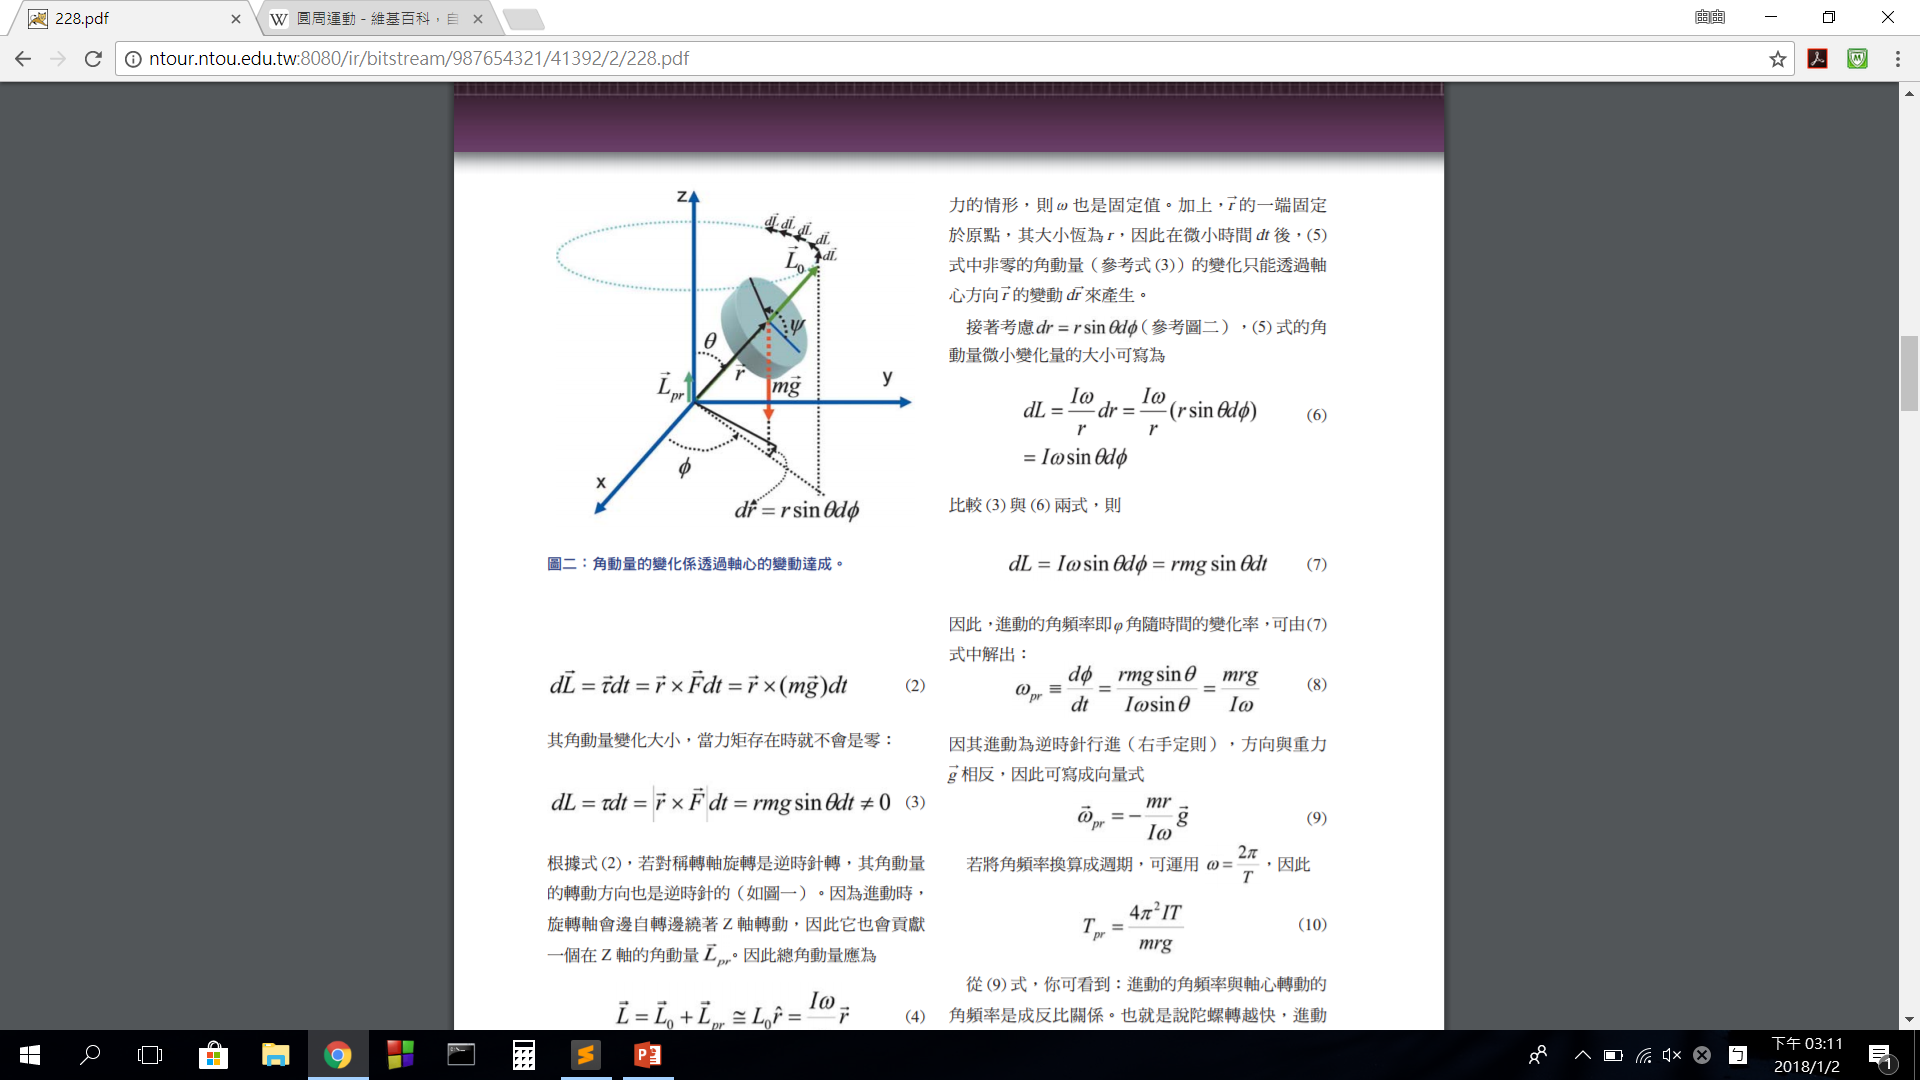 228.pdf
圓周運動 - 維基百科，自
ntour.ntou.edu.tw:8080/ir/bitstream/987654321/41392/2/228.pdf
z
dL⃗ dL⃗ dL⃗ dL⃗ dL⃗
L⃗₀
ψ
θ
r⃗
mg⃗
L⃗pr
y
ϕ
x
dr⃗ = r sin θdϕ
圖二：角動量的變化係透過軸心的變動達成。
dL⃗ = τ⃗dt = r⃗ × F⃗dt = r⃗ × (mg⃗)dt (2)
其角動量變化大小，當力矩存在時就不會是零：
dL = τdt = |r⃗ × F⃗|dt = rmg sin θdt ≠ 0 (3)
根據式 (2)，若對稱轉軸旋轉是逆時針轉，其角動量
的轉動方向也是逆時針的（如圖一）。因為進動時，
旋轉軸會邊自轉邊繞著 Z 軸轉動，因此它也會貢獻
一個在 Z 軸的角動量 L⃗pr。因此總角動量應為
L⃗ = L⃗₀ + L⃗pr ≅ L₀r̂ = Iω/ r⃗ (4)
力的情形，則 ω 也是固定值。加上，r⃗ 的一端固定
於原點，其大小恆為 r，因此在微小時間 dt 後，(5)
式中非零的角動量（參考式 (3)）的變化只能透過軸
心方向 r⃗ 的變動 dr⃗ 來產生。
接著考慮 dr = r sin θdϕ（參考圖二），(5) 式的角
動量微小變化量的大小可寫為
dL = Iω/r dr = Iω/r (r sin θdϕ) (6)
= Iω sin θdϕ
比較 (3) 與 (6) 兩式，則
dL = Iω sin θdϕ = rmg sin θdt (7)
因此，進動的角頻率即 φ 角隨時間的變化率，可由(7)
式中解出：
ωpr ≡ dϕ/dt = rmg sin θ/Iω sin θ = mrg/Iω (8)
因其進動為逆時針行進（右手定則），方向與重力
g⃗ 相反，因此可寫成向量式
ω⃗pr = − mr/Iω g⃗ (9)
若將角頻率換算成週期，可運用 ω = 2π/T，因此
Tpr = 4π²IT/mrg (10)
從 (9) 式，你可看到：進動的角頻率與軸心轉動的
角頻率是成反比關係。也就是說陀螺轉越快，進動
下午 03:11
2018/1/2
1